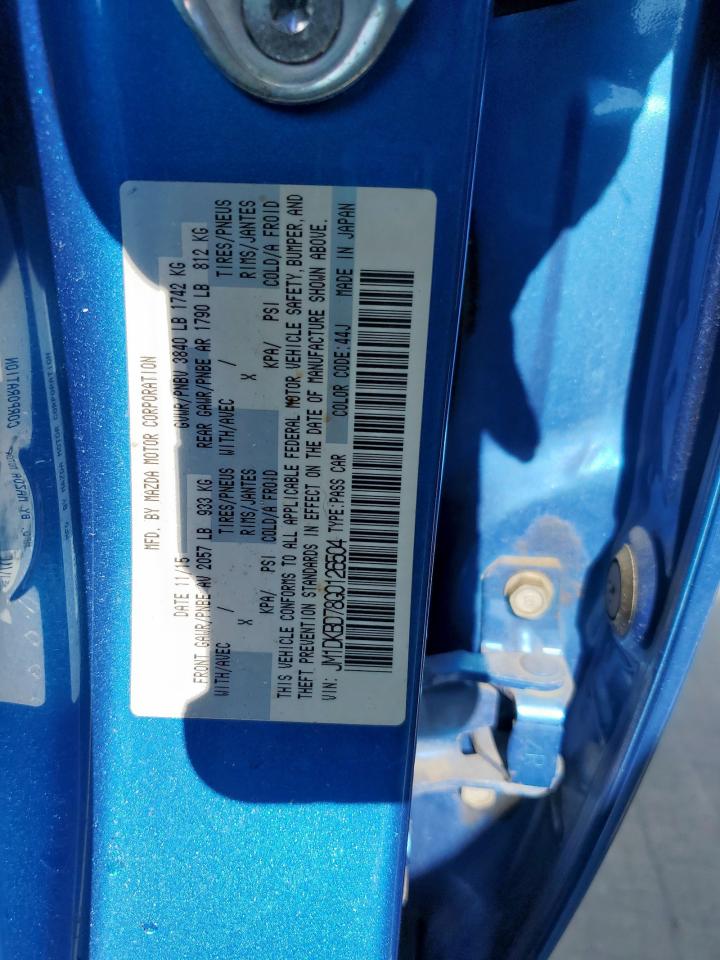 MFD. BY MAZDA MOTOR CORPORATION
DATE 11/15 GVWR/PNBV 3840 LB 1742 KG
FRONT GAWR/PNBE AV 2057 LB 933 KG REAR GAWR/PNBE AR 1790 LB 812 KG
WITH/AVEC / TIRES/PNEUS WITH/AVEC / TIRES/PNEUS
X RIMS/JANTES X RIMS/JANTES
KPA/ PSI COLD/A FROID KPA/ PSI COLD/A FROID
THIS VEHICLE CONFORMS TO ALL APPLICABLE FEDERAL MOTOR VEHICLE SAFETY, BUMPER, AND
THEFT PREVENTION STANDARDS IN EFFECT ON THE DATE OF MANUFACTURE SHOWN ABOVE.
VIN: JM1DKBD78G0126504 TYPE:PASS CAR COLOR CODE:44J MADE IN JAPAN